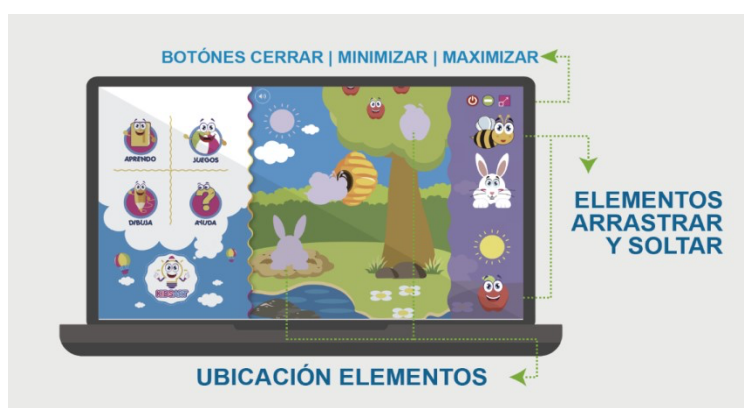 BOTÓNES CERRAR | MINIMIZAR | MAXIMIZAR
APRENDO
JUEGOS
DIBUJA
AYUDA
ELEMENTOS
ARRASTRAR
Y SOLTAR
UBICACIÓN ELEMENTOS